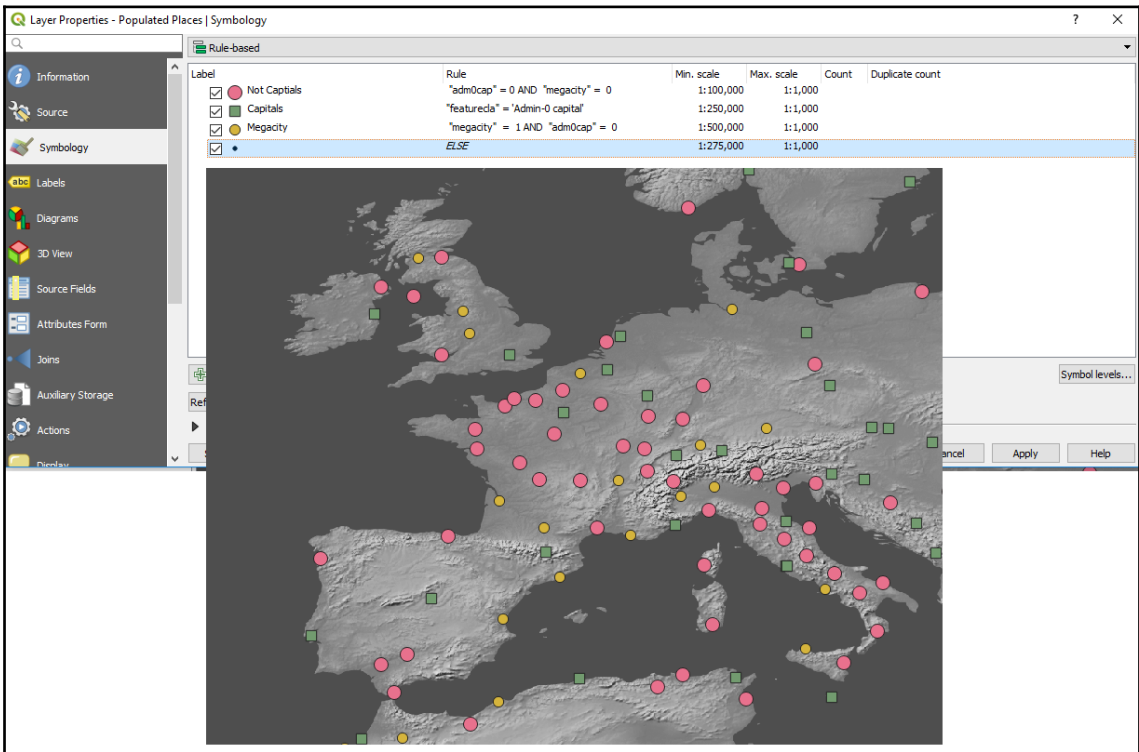 Layer Properties - Populated Places | Symbology
? ×
Rule-based
Information
Source
Symbology
abc Labels
Diagrams
3D View
Source Fields
Attributes Form
Joins
Auxiliary Storage
Actions
Display
Label Rule Min. scale Max. scale Count Duplicate count
Not Captials "adm0cap" = 0 AND "megacity" = 0 1:100,000 1:1,000
Capitals "featurecla" = 'Admin-0 capital' 1:250,000 1:1,000
Megacity "megacity" = 1 AND "adm0cap" = 0 1:500,000 1:1,000
ELSE 1:275,000 1:1,000
Symbol levels...
Ref
ancel Apply Help